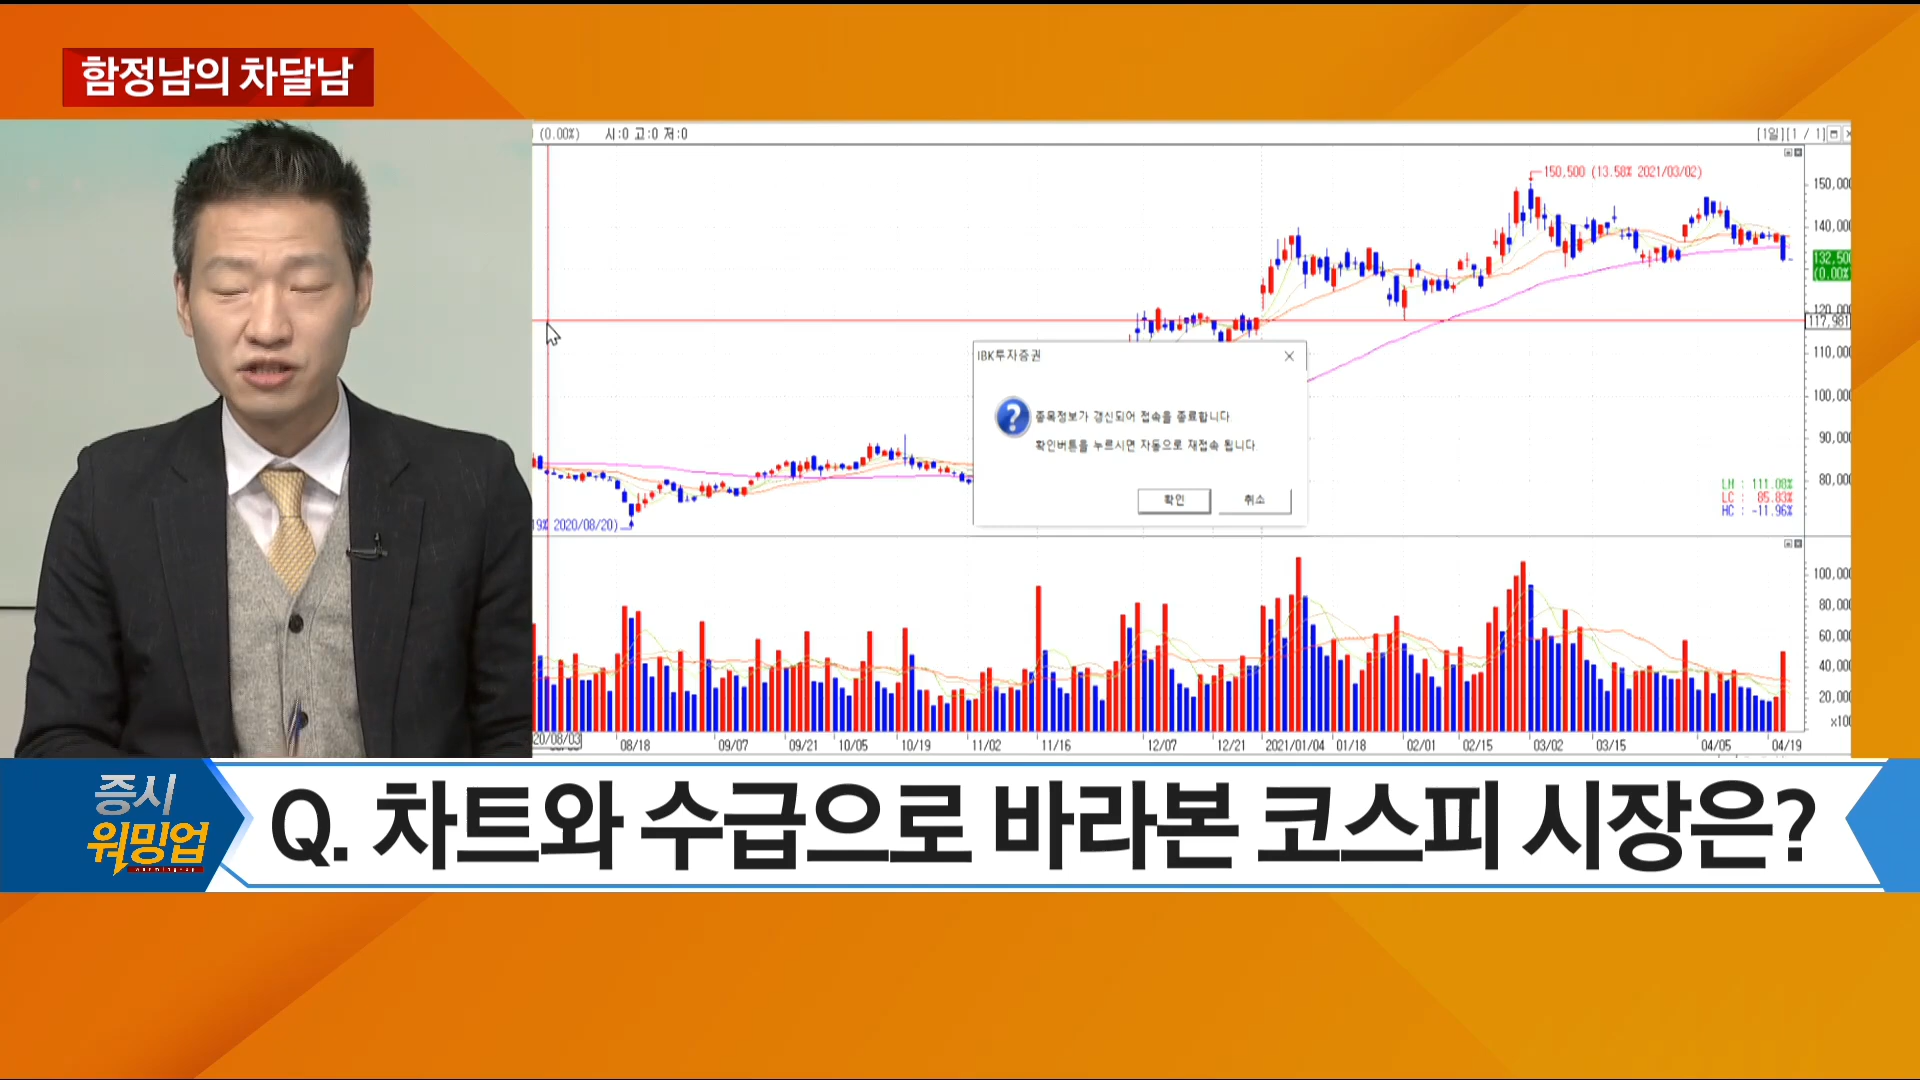 함정남의 차달남
(0.00%) 시:0 고:0 저:0
[1일][1 / 1]
150,500 (13.58% 2021/03/02)
150,000
140,000
132,500
(0.00%
120,000
117,981
110,000
100,000
90,000
80,000
IBK투자증권
종목정보가 갱신되어 접속을 종료합니다.
확인버튼을 누르시면 자동으로 재접속 됩니다.
확인 취소
LH : 111.08%
LC : 85.83%
HC : -11.96%
19% 2020/08/20)
100,000
80,000
60,000
40,000
20,000
×100
20/08/03 08/18 09/07 09/21 10/05 10/19 11/02 11/16 12/07 12/21 2021/01/04 01/18 02/01 02/15 03/02 03/15 04/05 04/19
증시
워밍업
Q. 차트와 수급으로 바라본 코스피 시장은?